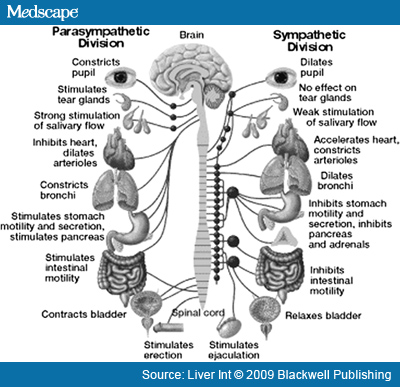 Medscape
Parasympathetic
Division
Brain
Sympathetic
Division
Constricts
pupil
Stimulates
tear glands
Strong stimulation
of salivary flow
Inhibits heart,
dilates
arterioles
Constricts
bronchi
Stimulates stomach
motility and secretion,
stimulates pancreas
Stimulates
intestinal
motility
Contracts bladder
Stimulates
erection
Spinal cord
Dilates
pupil
No effect on
tear glands
Weak stimulation
of salivary flow
Accelerates heart,
constricts
arterioles
Dilates
bronchi
Inhibits stomach
motility and
secretion, inhibits
pancreas
and adrenals
Inhibits
intestinal
motility
Relaxes bladder
Stimulates
ejaculation
Source: Liver Int © 2009 Blackwell Publishing